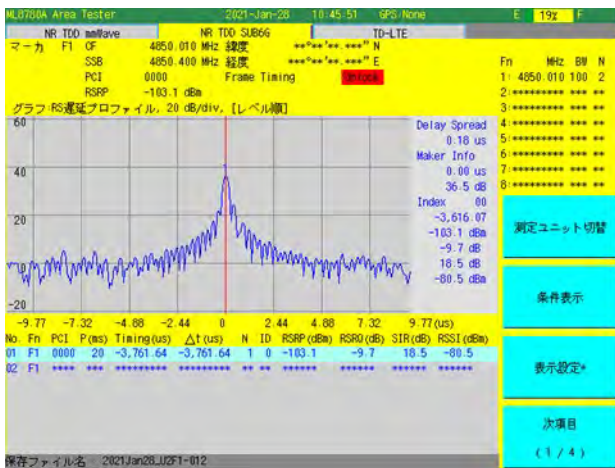 ML8780A Area Tester 2021-Jan-28 10:45:51 GPS:None E 19% F
NR TDD mmWave NR TDD SUB6G TD-LTE
マーカ F1 CF 4850.010 MHz 緯度 **°**'**.***" N
SSB 4850.400 MHz 経度 ***°**'**.***" E
PCI 0000 Frame Timing Unlock
RSRP -103.1 dBm
Fn MHz BW N
1: 4850.010 100 2
2:********* *** **
3:********* *** **
4:********* *** **
5:********* *** **
6:********* *** **
7:********* *** **
8:********* *** **
グラフ:RS遅延プロファイル, 20 dB/div, [レベル順]
60
40
20
0
-20
Delay Spread
0.18 us
Maker Info
0.00 us
36.5 dB
Index 00
-3,616.07
-103.1 dBm
-9.7 dB
18.5 dB
-80.5 dBm
-9.77 -7.32 -4.88 -2.44 0 2.44 4.88 7.32 9.77(us)
No. Fn PCI P(ms) Timing(us) △t(us) N ID RSRP(dBm) RSRQ(dB) SIR(dB) RSSI(dBm)
01 F1 0000 20 -3,761.64 -3,761.64 1 0 -103.1 -9.7 18.5 -80.5
02 F1 **** *** ********* ********* ** ** ****** ****** ****** ******
測定ユニット切替
条件表示
表示設定*
次項目
(1/4)
保存ファイル名 2021Jan28_U2F1-012